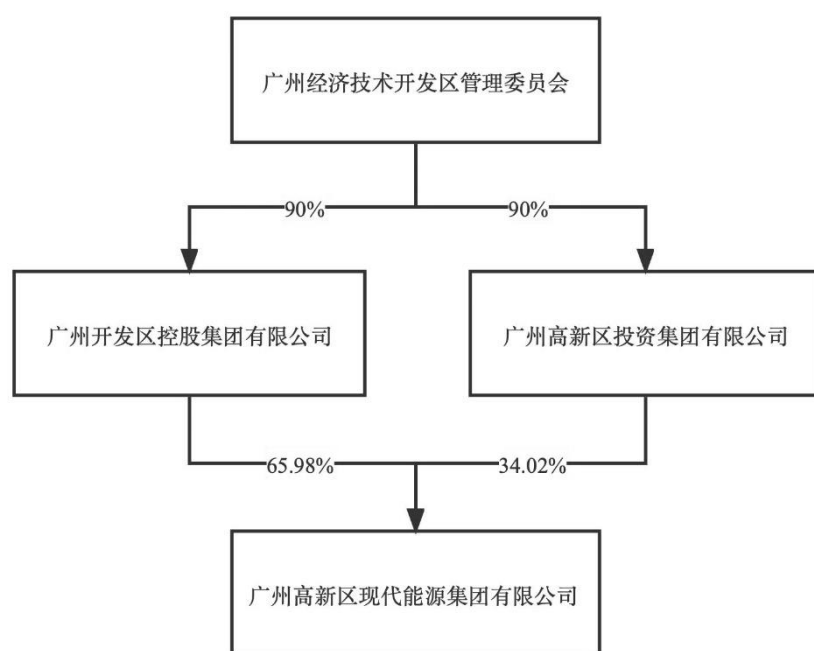 广州经济技术开发区管理委员会
90%
90%
广州开发区控股集团有限公司
广州高新区投资集团有限公司
65.98%
34.02%
广州高新区现代能源集团有限公司